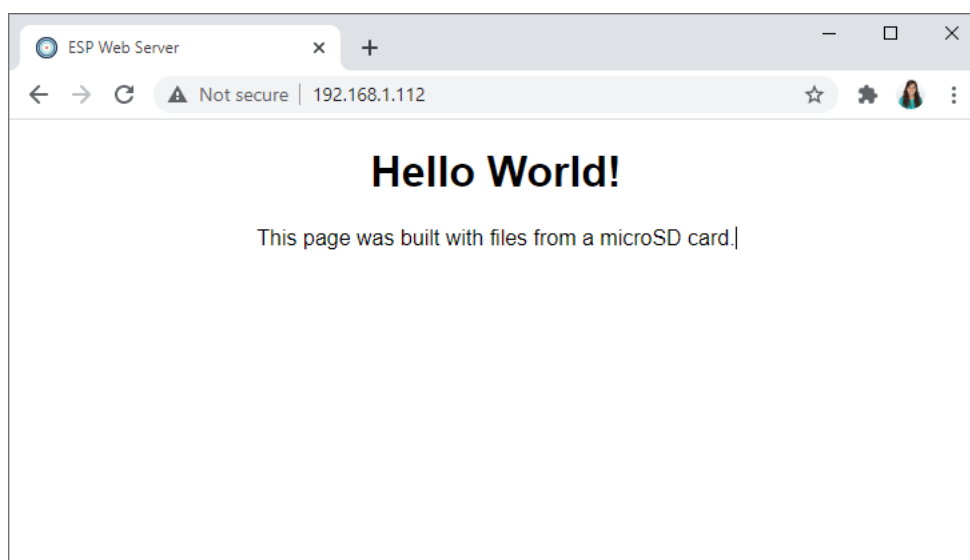 ESP Web Server
Not secure 192.168.1.112
Hello World!
This page was built with files from a microSD card.